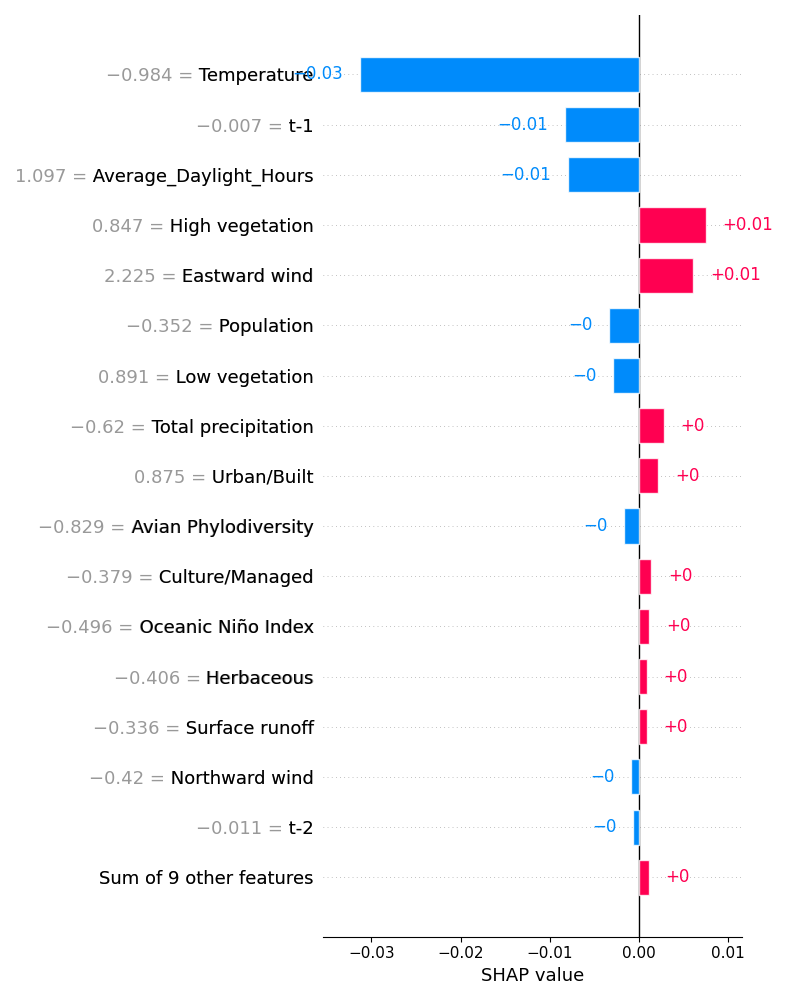 −0.984 = Temperature −0.03
−0.007 = t-1 −0.01
1.097 = Average_Daylight_Hours −0.01
0.847 = High vegetation +0.01
2.225 = Eastward wind +0.01
−0.352 = Population −0
0.891 = Low vegetation −0
−0.62 = Total precipitation +0
0.875 = Urban/Built +0
−0.829 = Avian Phylodiversity −0
−0.379 = Culture/Managed +0
−0.496 = Oceanic Niño Index +0
−0.406 = Herbaceous +0
−0.336 = Surface runoff +0
−0.42 = Northward wind −0
−0.011 = t-2 −0
Sum of 9 other features +0
−0.03 −0.02 −0.01 0.00 0.01
SHAP value